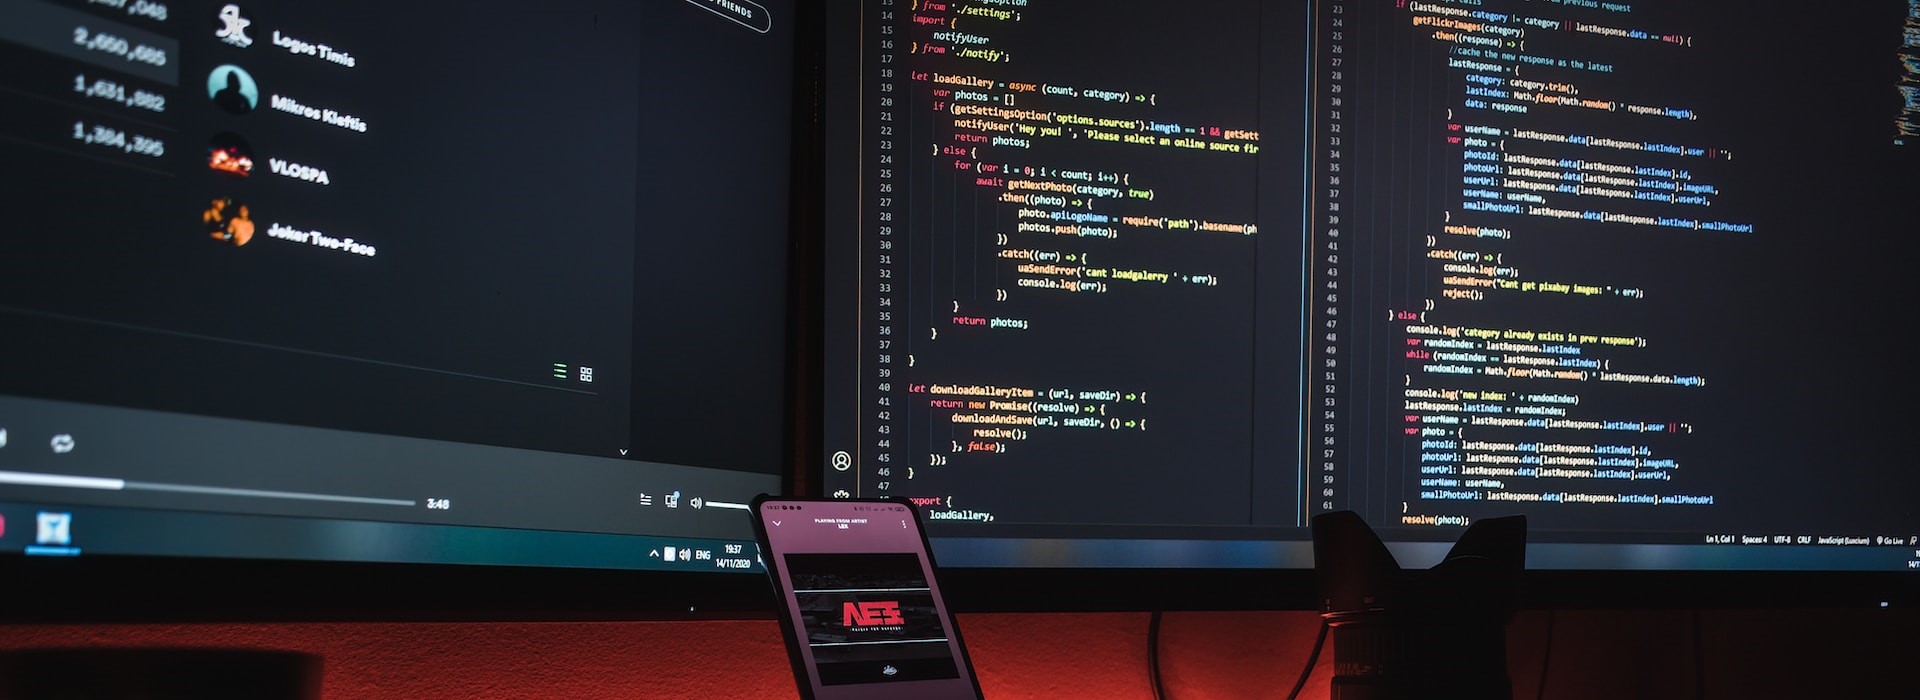 FRIENDS
2,650,685
1,631,882
1,384,395
Logos Timis
Mikros Kleftis
VLOSPA
Joker Two-Face
3:48
ENG
19:37
14/11/2020
13
14 } from './settings';
15 import {
16 notifyUser
17 } from './notify';
18 let loadGallery = async (count, category) => {
19 var photos = []
20 if (getSettingsOption('options.sources').length == 1 && getSett
21 notifyUser('Hey you! ', 'Please select an online source fir
22 return photos;
23 } else {
24 for (var i = 0; i < count; i++) {
25 await getNextPhoto(category, true)
26 .then((photo) => {
27 photo.apiLogoName = require('path').basename(ph
28 photos.push(photo);
29 })
30 .catch((err) => {
31 uaSendError('cant loadgalerry ' + err);
32 console.log(err);
33 })
34 }
35 return photos;
36 }
37
38 }
39
40 let downloadGalleryItem = (url, saveDir) => {
41 return new Promise((resolve) => {
42 downloadAndSave(url, saveDir, () => {
43 resolve();
44 }, false);
45 });
46 }
47
export {
loadGallery,
previous request
23 if (lastResponse.category != category || lastResponse.data == null) {
24 getFlickrImages(category)
25 .then((response) => {
26 //cache the new response as the latest
27 lastResponse = {
28 category: category.trim(),
29 lastIndex: Math.floor(Math.random() * response.length),
30 data: response
31 }
32 var userName = lastResponse.data[lastResponse.lastIndex].user || '';
33 var photo = {
34 photoId: lastResponse.data[lastResponse.lastIndex].id,
35 photoUrl: lastResponse.data[lastResponse.lastIndex].imageURL,
36 userUrl: lastResponse.data[lastResponse.lastIndex].userUrl,
37 userName: userName,
38 smallPhotoUrl: lastResponse.data[lastResponse.lastIndex].smallPhotoUrl
39 }
40 resolve(photo);
41 })
42 .catch((err) => {
43 console.log(err);
44 uaSendError("Cant get pixabay images: " + err);
45 reject();
46 })
47 } else {
48 console.log('category already exists in prev response');
49 var randomIndex = lastResponse.lastIndex
50 while (randomIndex == lastResponse.lastIndex) {
51 randomIndex = Math.floor(Math.random() * lastResponse.data.length);
52 }
53 console.log('new index: ' + randomIndex)
54 lastResponse.lastIndex = randomIndex;
55 var userName = lastResponse.data[lastResponse.lastIndex].user || '';
56 var photo = {
57 photoId: lastResponse.data[lastResponse.lastIndex].id,
58 photoUrl: lastResponse.data[lastResponse.lastIndex].imageURL,
59 userUrl: lastResponse.data[lastResponse.lastIndex].userUrl,
60 userName: userName,
61 smallPhotoUrl: lastResponse.data[lastResponse.lastIndex].smallPhotoUrl
}
resolve(photo);
Ln 1, Col 1 Spaces: 4 UTF-8 CRLF JavaScript Go Live
PLAYING FROM ARTIST
LEX